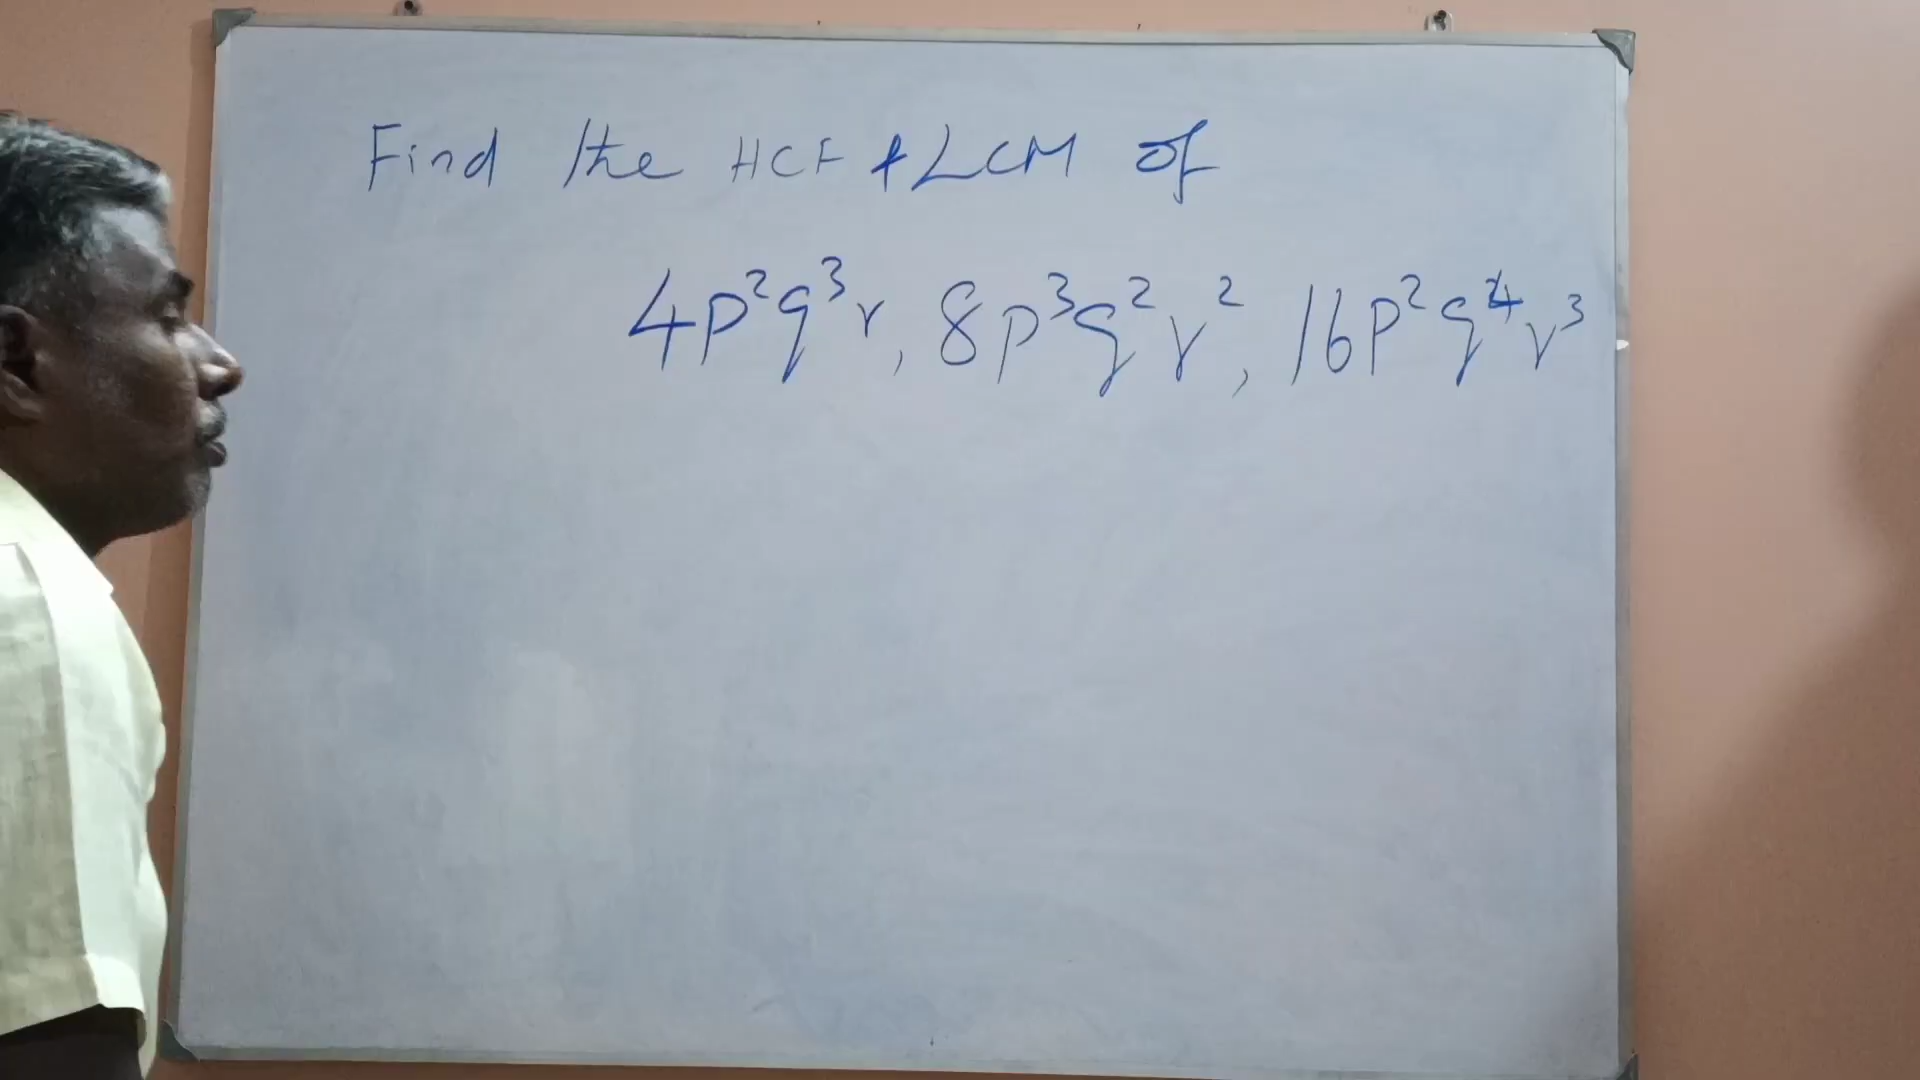 Find the HCF & LCM of
4p²q³r, 8p³q²r², 16p²q⁴r³